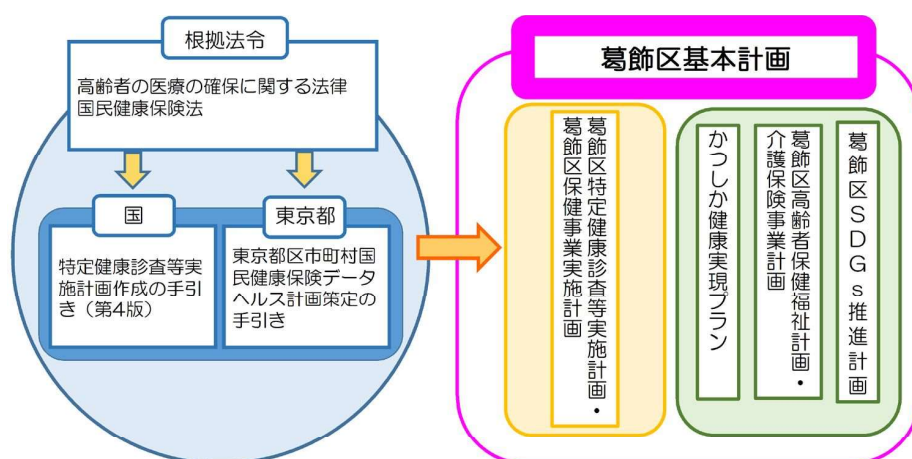 根拠法令
高齢者の医療の確保に関する法律
国民健康保険法
国
特定健康診査等実
施計画作成の手引
き（第4版）
東京都
東京都区市町村国
民健康保険データ
ヘルス計画策定の
手引き
葛飾区基本計画
葛飾区特定健康診査等実施計画・
葛飾区保健事業実施計画
かつしか健康実現プラン
葛飾区高齢者保健福祉計画・
介護保険事業計画
葛飾区SDGs推進計画